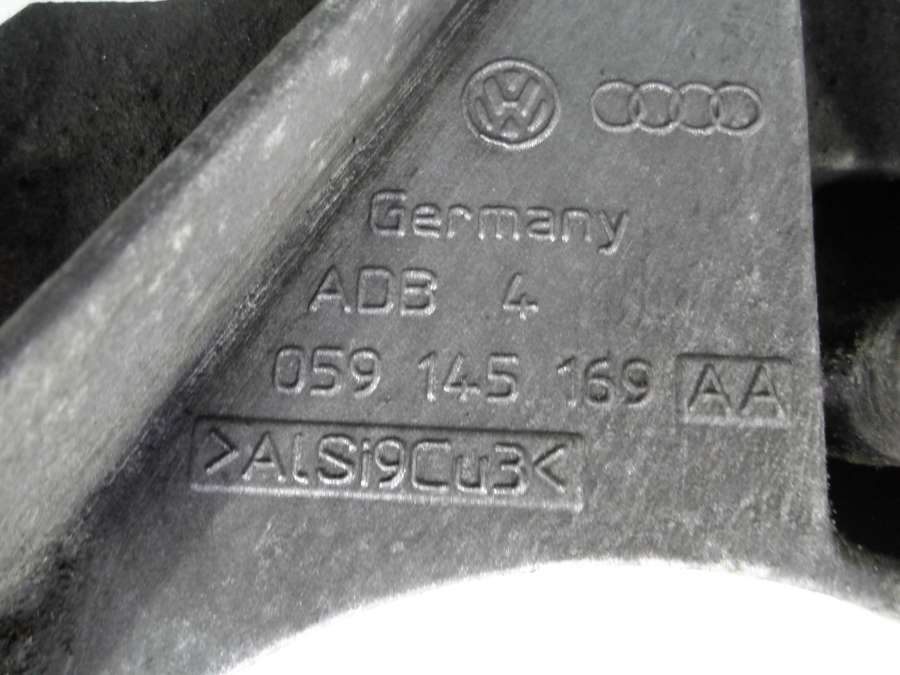 Germany
ADB 4
059 145 169 AA
>AlSi9Cu3<